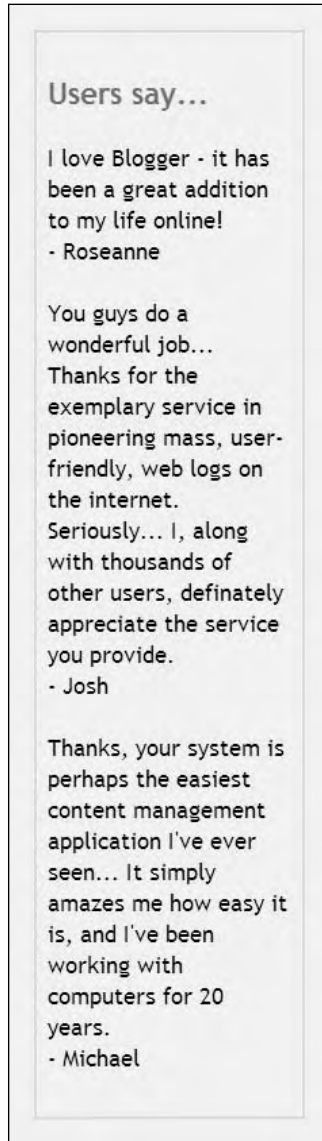 Users say...
I love Blogger - it has
been a great addition
to my life online!
- Roseanne
You guys do a
wonderful job...
Thanks for the
exemplary service in
pioneering mass, user-
friendly, web logs on
the internet.
Seriously... I, along
with thousands of
other users, definately
appreciate the service
you provide.
- Josh
Thanks, your system is
perhaps the easiest
content management
application I've ever
seen... It simply
amazes me how easy it
is, and I've been
working with
computers for 20
years.
- Michael